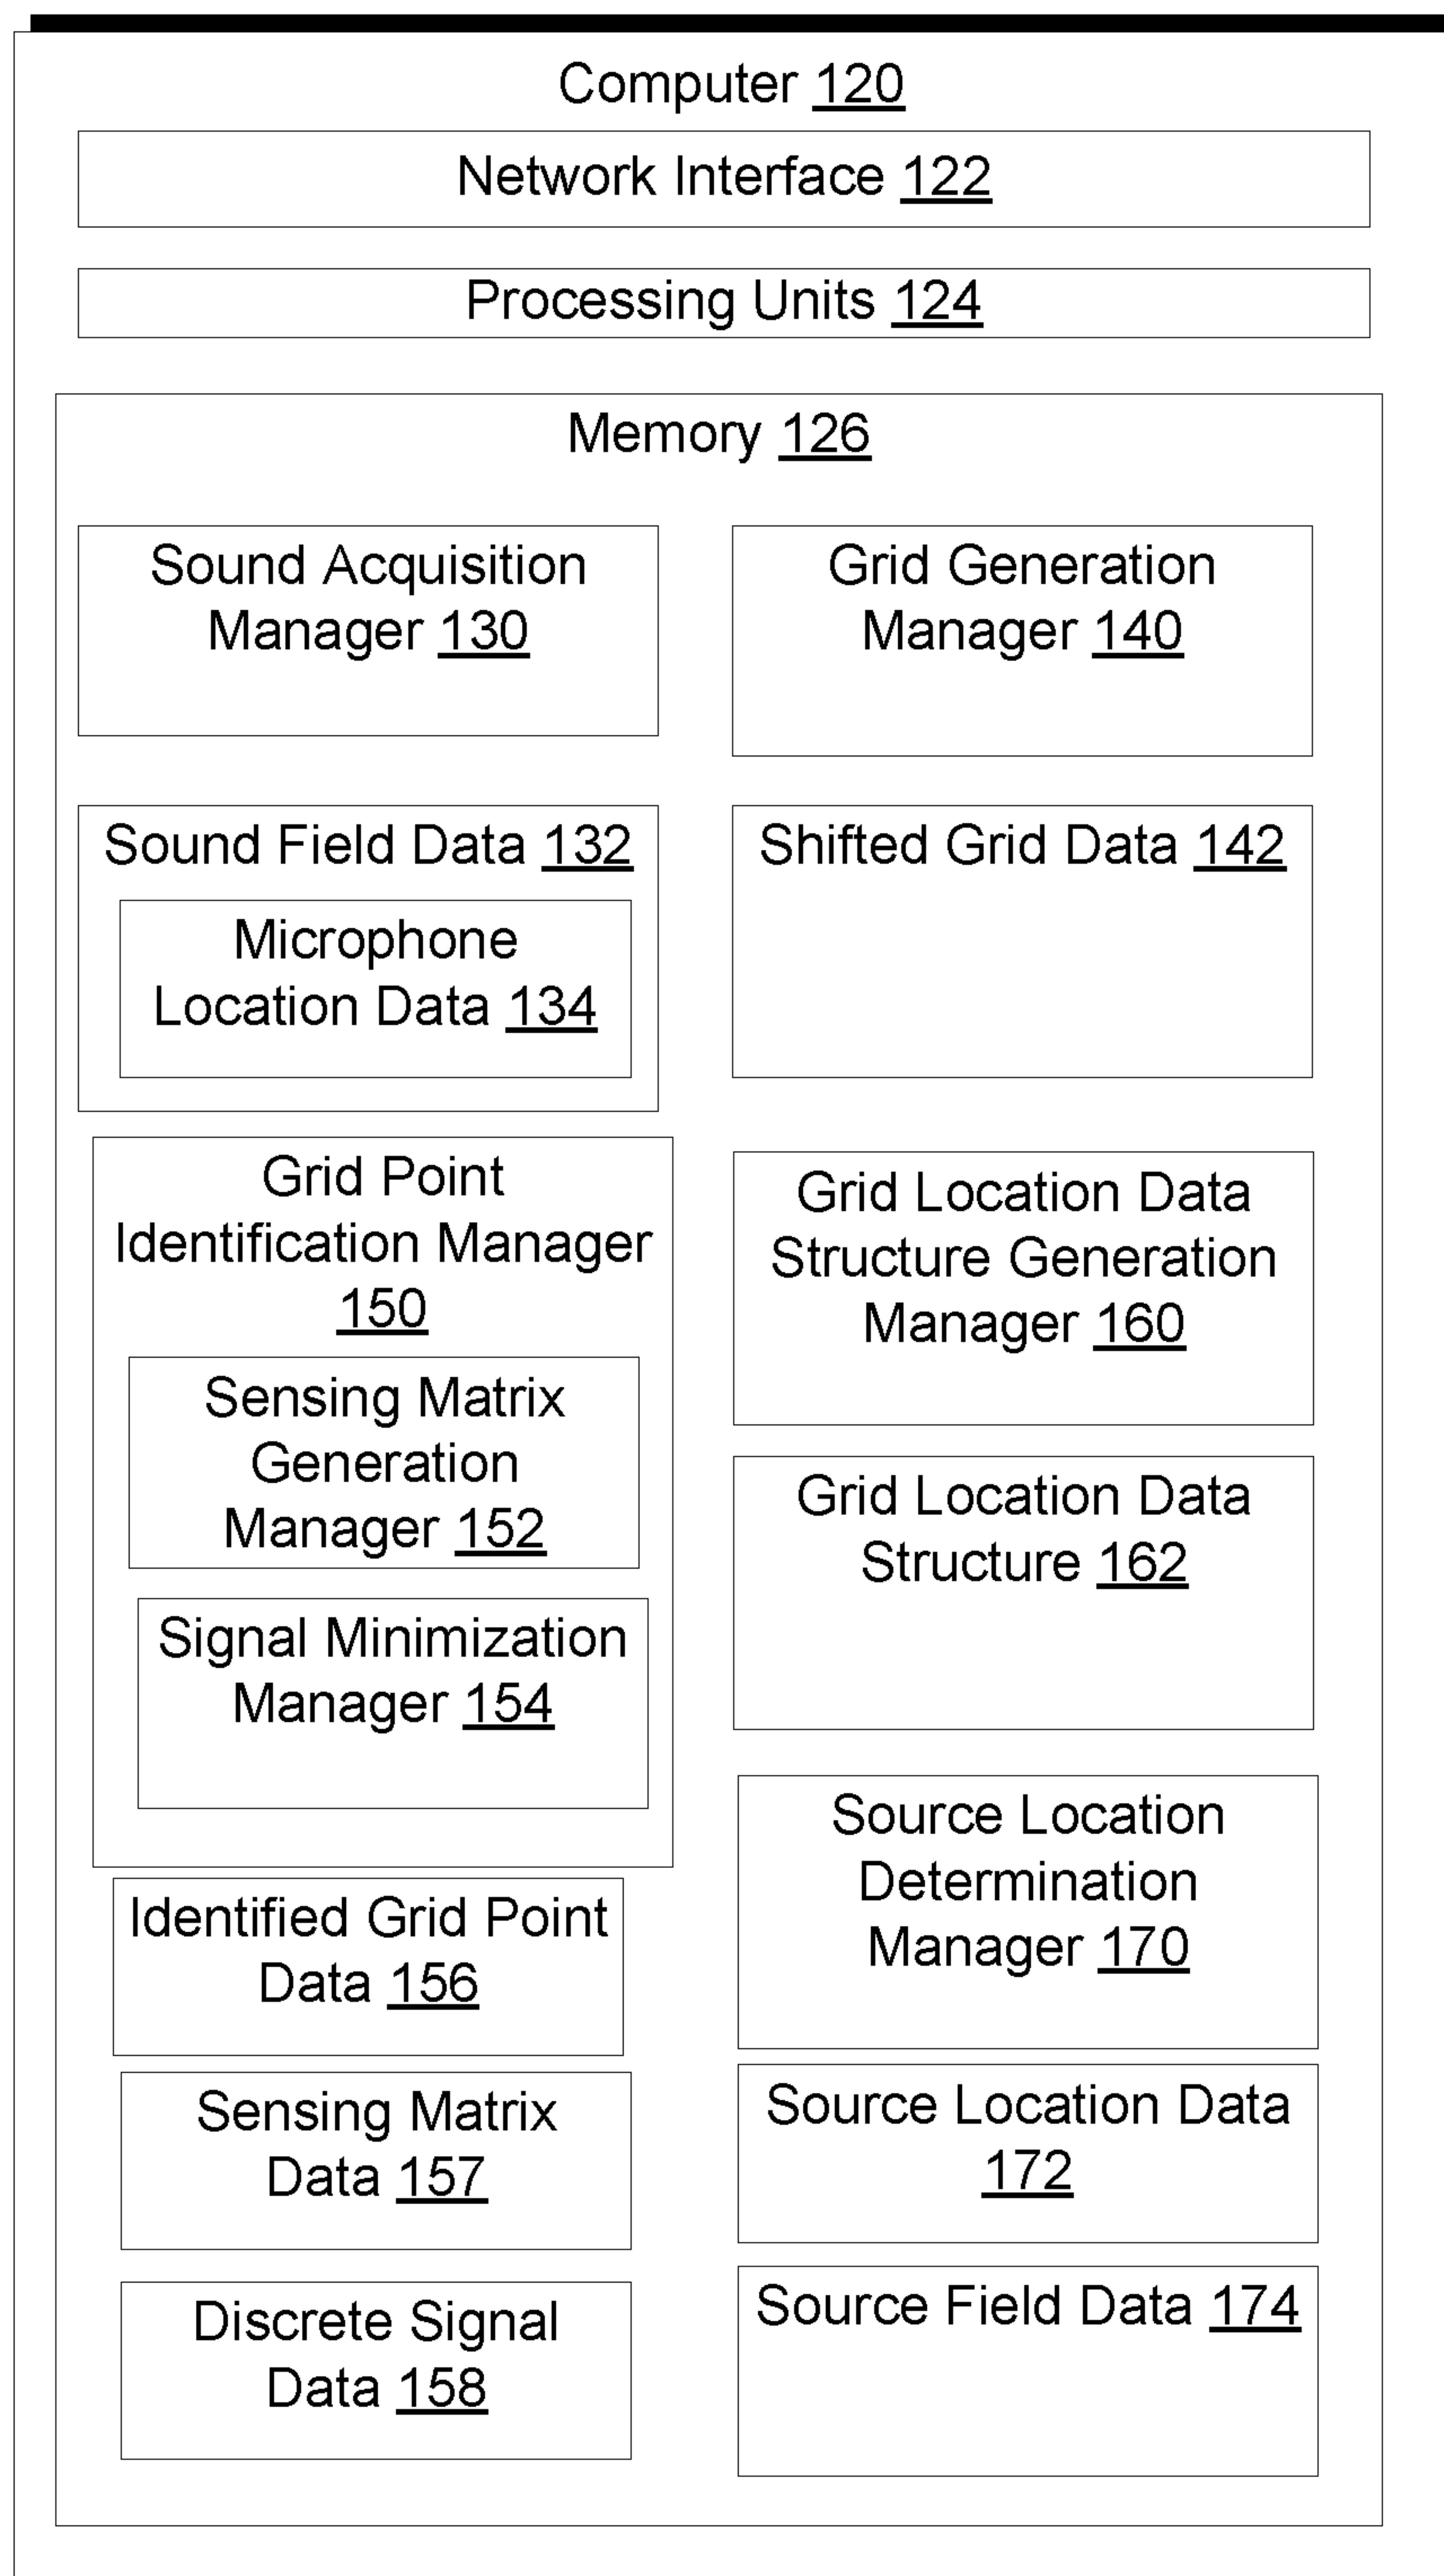 Computer 120
Network Interface 122
Processing Units 124
Memory 126
Sound Acquisition
Manager 130
Grid Generation
Manager 140
Sound Field Data 132
Microphone
Location Data 134
Shifted Grid Data 142
Grid Point
Identification Manager
150
Sensing Matrix
Generation
Manager 152
Signal Minimization
Manager 154
Grid Location Data
Structure Generation
Manager 160
Grid Location Data
Structure 162
Identified Grid Point
Data 156
Sensing Matrix
Data 157
Discrete Signal
Data 158
Source Location
Determination
Manager 170
Source Location Data
172
Source Field Data 174